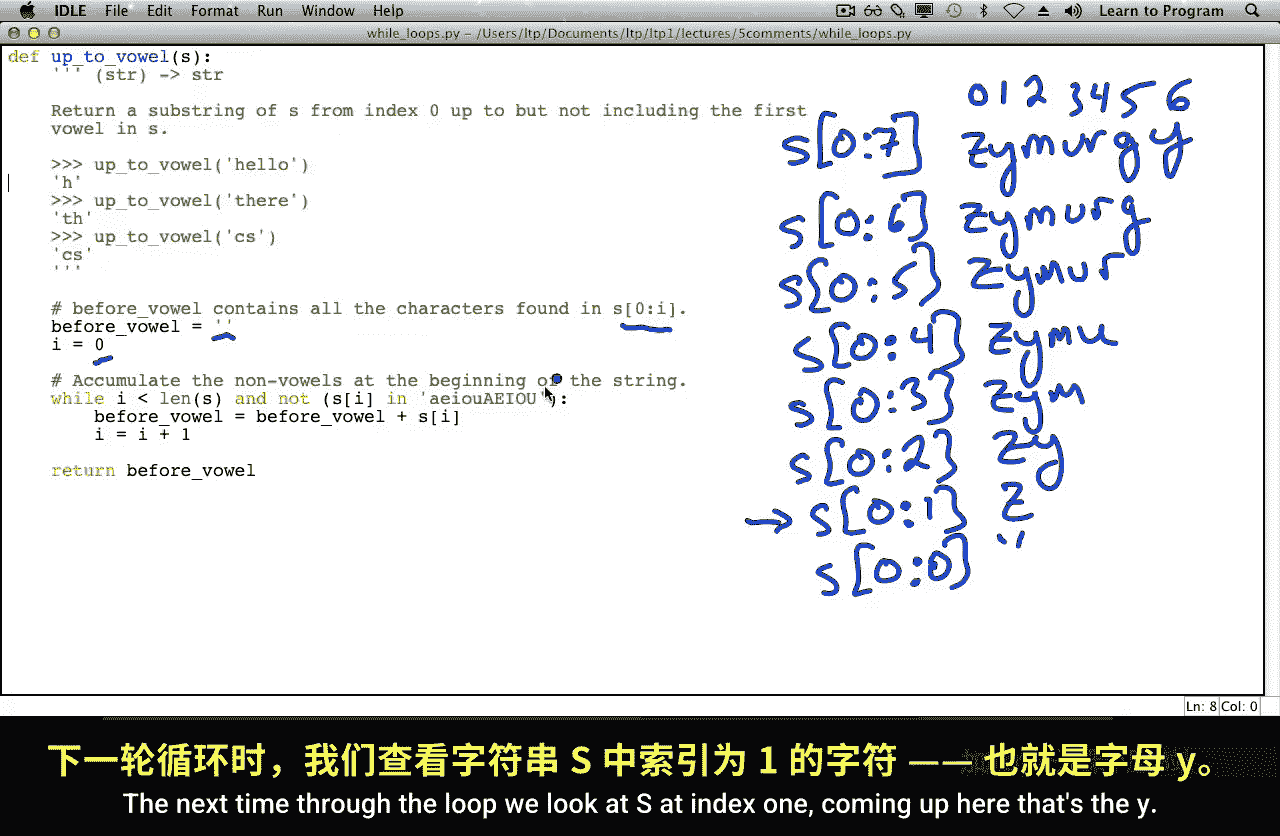 IDLE File Edit Format Run Window Help Learn to Program
while_loops.py – /Users/ltp/Documents/ltp/ltp1/lectures/5comments/while_loops.py
def up_to_vowel(s):
''' (str) -> str
Return a substring of s from index 0 up to but not including the first
vowel in s.
>>> up_to_vowel('hello')
'h'
>>> up_to_vowel('there')
'th'
>>> up_to_vowel('cs')
'cs'
'''
# before_vowel contains all the characters found in s[0:i].
before_vowel = ''
i = 0
# Accumulate the non-vowels at the beginning of the string.
while i < len(s) and not (s[i] in 'aeiouAEIOU'):
before_vowel = before_vowel + s[i]
i = i + 1
return before_vowel
0 1 2 3 4 5 6
s[0:7] zymurgy
s[0:6] zymurg
s[0:5] zymur
s[0:4] zymu
s[0:3] zym
s[0:2] zy
→ s[0:1] z
s[0:0] ''
Ln: 8 Col: 0
下一轮循环时，我们查看字符串 S 中索引为 1 的字符 —— 也就是字母 y。
The next time through the loop we look at S at index one, coming up here that's the y.